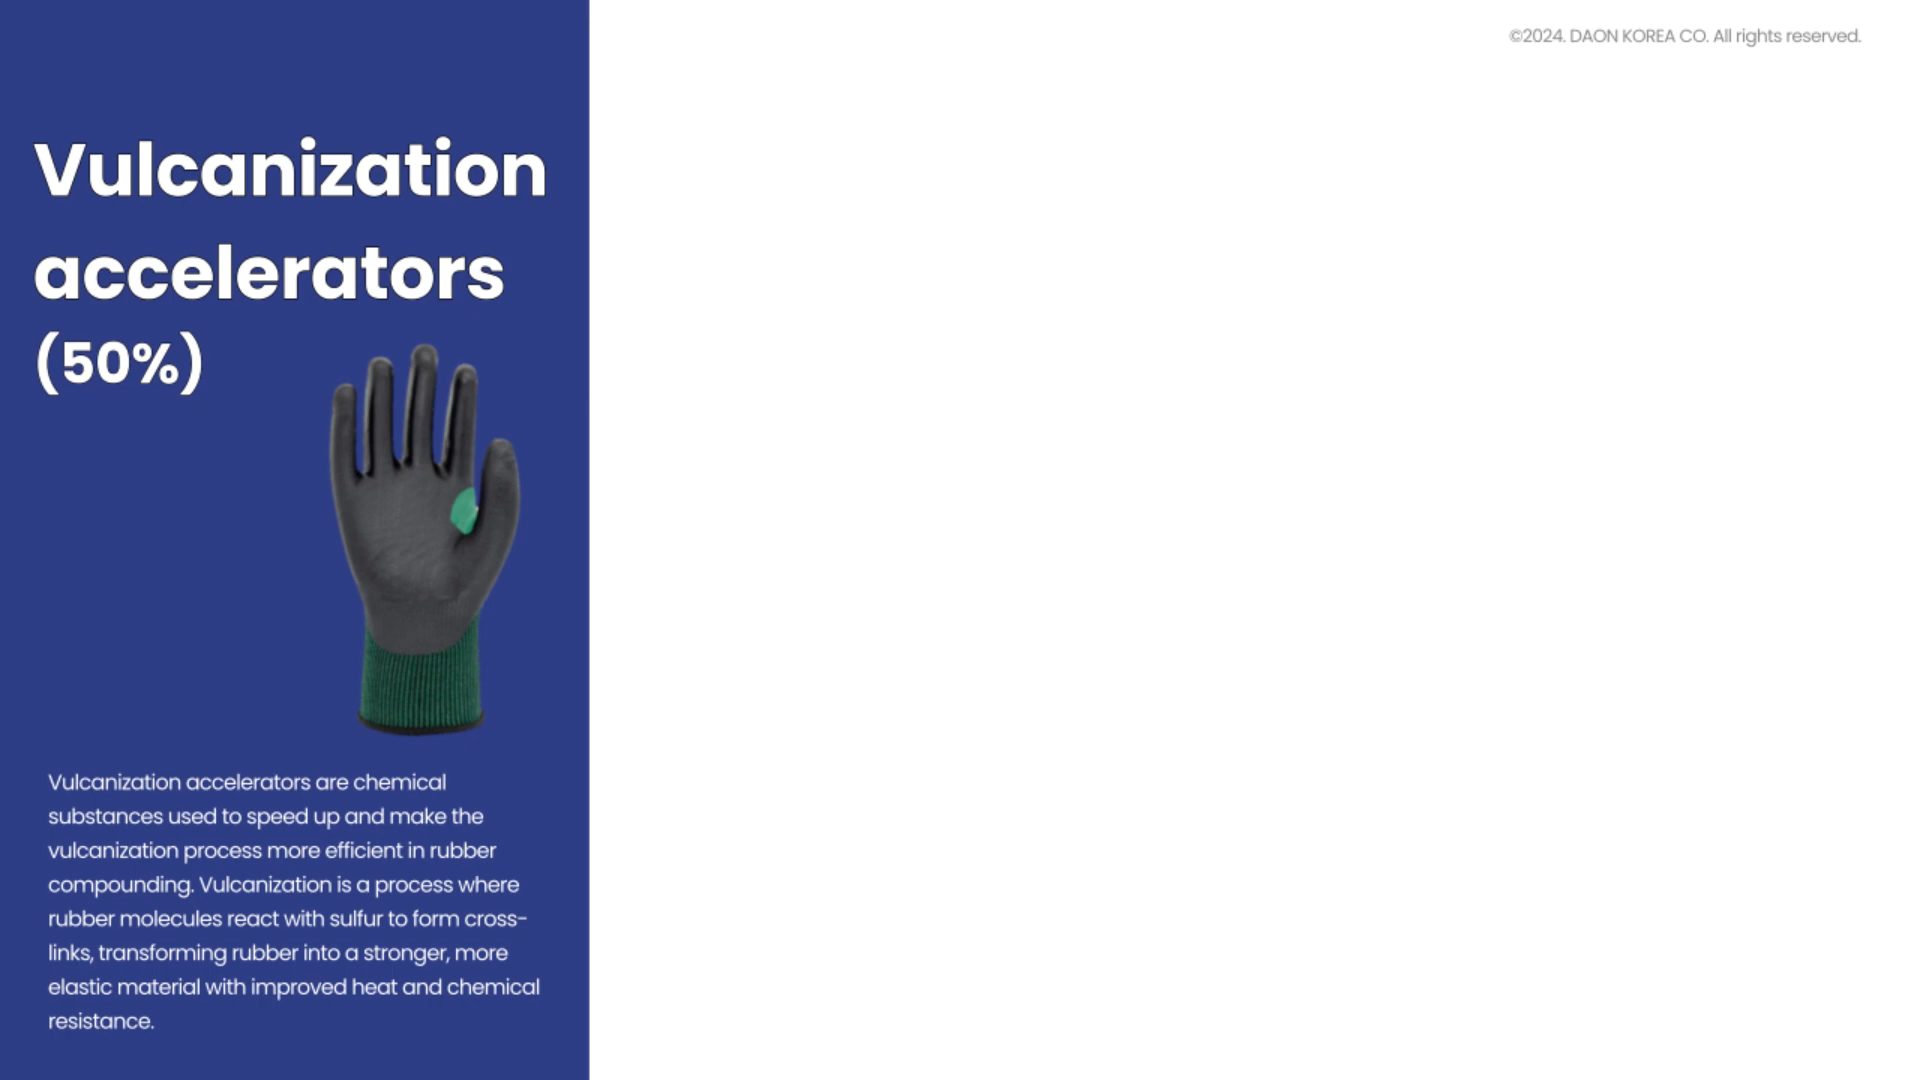 ©2024. DAON KOREA CO. All rights reserved.
Vulcanization
accelerators
(50%)
Vulcanization accelerators are chemical
substances used to speed up and make the
vulcanization process more efficient in rubber
compounding. Vulcanization is a process where
rubber molecules react with sulfur to form cross-
links, transforming rubber into a stronger, more
elastic material with improved heat and chemical
resistance.